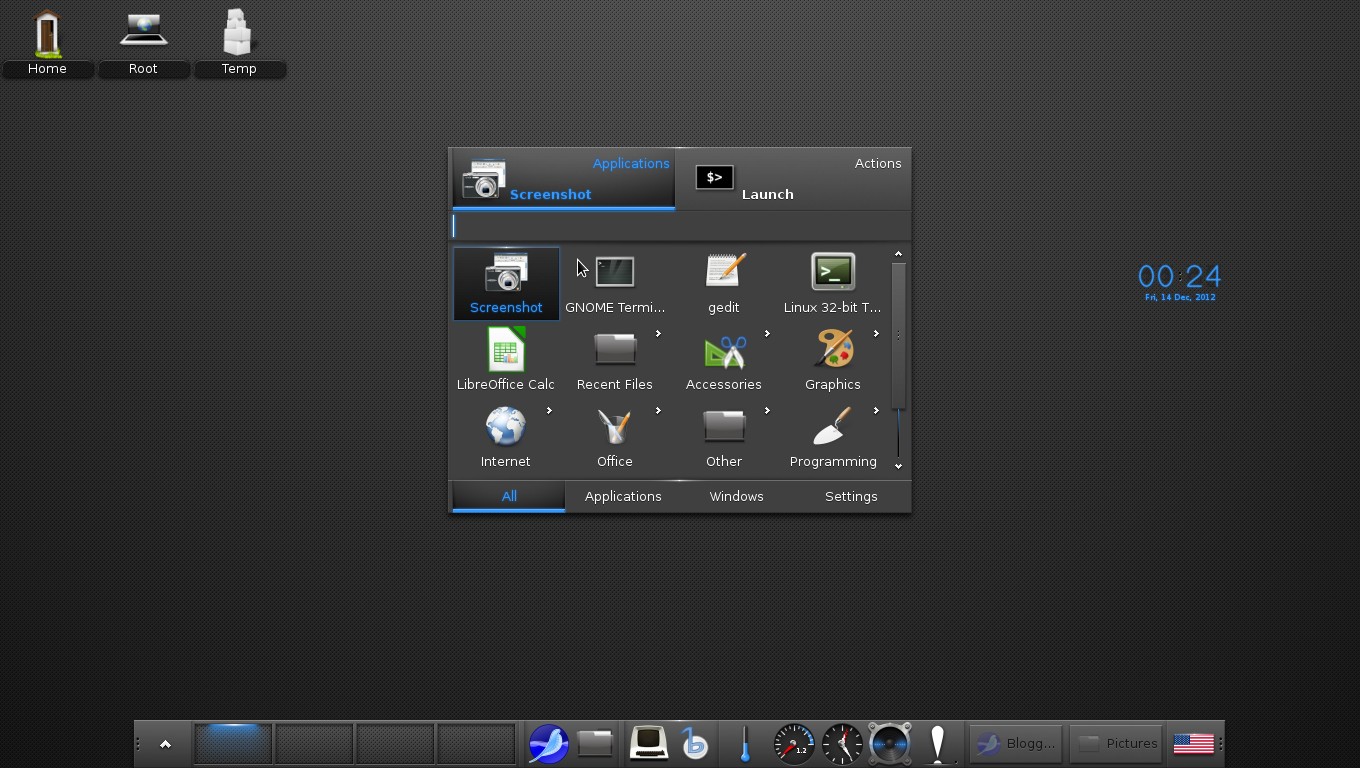 Home
Root
Temp
Applications
Screenshot
Actions
$> Launch
Screenshot
GNOME Termi...
gedit
>_
Linux 32-bit T...
LibreOffice Calc
Recent Files
Accessories
Graphics
Internet
Office
Other
Programming
All
Applications
Windows
Settings
00:24
Fri, 14 Dec, 2012
1.2
Blogg...
Pictures